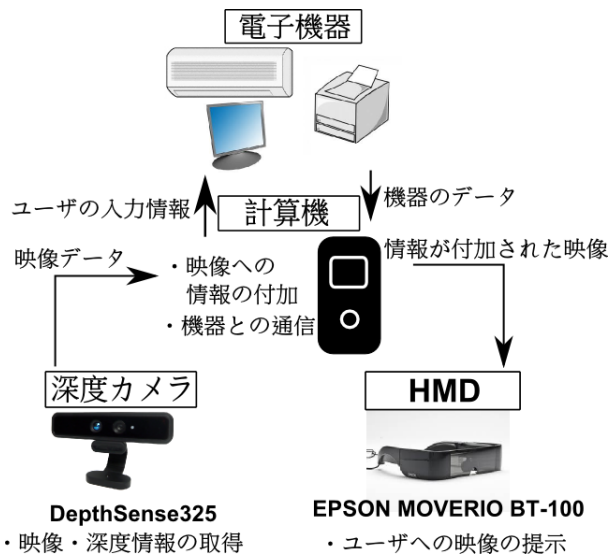 電子機器
ユーザの入力情報
機器のデータ
計算機
映像データ
・映像への
情報の付加
・機器との通信
情報が付加された映像
深度カメラ
HMD
DepthSense325
EPSON MOVERIO BT-100
・映像・深度情報の取得
・ユーザへの映像の提示